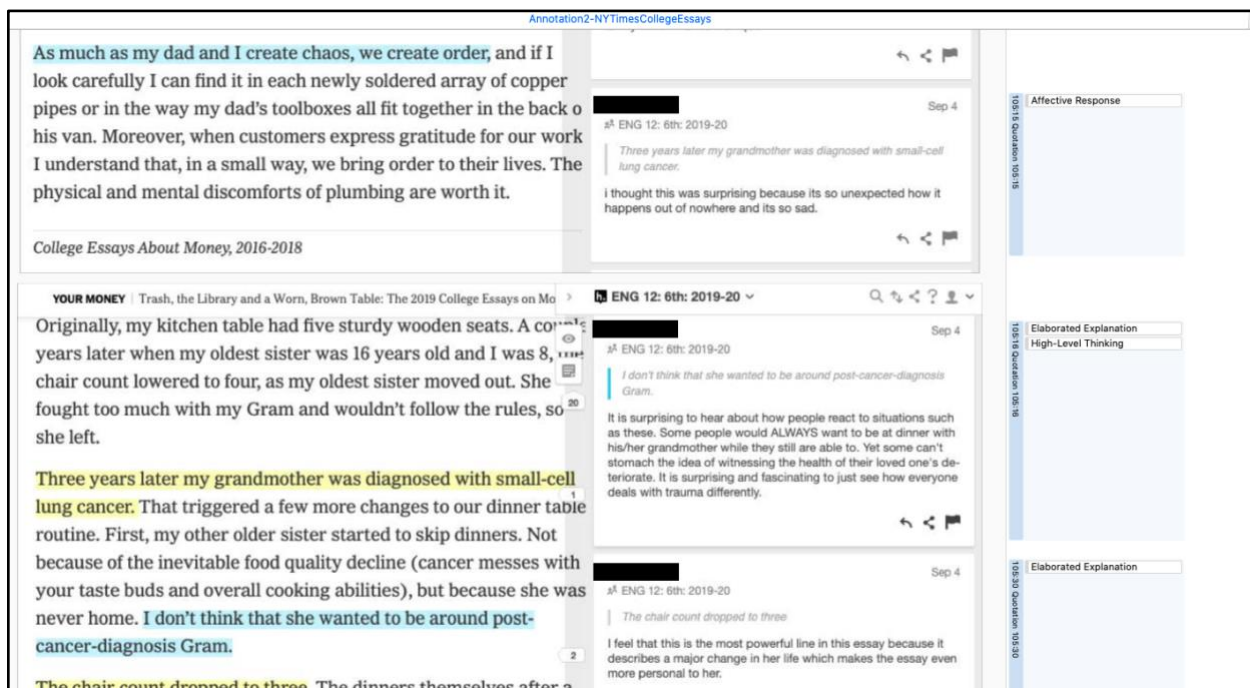 Annotation2-NYTimesCollegeEssays
As much as my dad and I create chaos, we create order, and if I
look carefully I can find it in each newly soldered array of copper
pipes or in the way my dad's toolboxes all fit together in the back o
his van. Moreover, when customers express gratitude for our work
I understand that, in a small way, we bring order to their lives. The
physical and mental discomforts of plumbing are worth it.
College Essays About Money, 2016-2018
Sep 4
ENG 12: 6th: 2019-20
Three years later my grandmother was diagnosed with small-cell
lung cancer.
i thought this was surprising because its so unexpected how it
happens out of nowhere and its so sad.
105:15 Quotation 105:15
Affective Response
YOUR MONEY | Trash, the Library and a Worn, Brown Table: The 2019 College Essays on Mo
Originally, my kitchen table had five sturdy wooden seats. A couple
years later when my oldest sister was 16 years old and I was 8,
chair count lowered to four, as my oldest sister moved out. She
fought too much with my Gram and wouldn't follow the rules, so
she left.
Three years later my grandmother was diagnosed with small-cell
lung cancer. That triggered a few more changes to our dinner table
routine. First, my other older sister started to skip dinners. Not
because of the inevitable food quality decline (cancer messes with
your taste buds and overall cooking abilities), but because she was
never home. I don't think that she wanted to be around post-
cancer-diagnosis Gram.
The chair count dropped to three. The dinners themselves after a
20
1
2
h. ENG 12: 6th: 2019-20
Sep 4
ENG 12: 6th: 2019-20
I don't think that she wanted to be around post-cancer-diagnosis
Gram.
It is surprising to hear about how people react to situations such
as these. Some people would ALWAYS want to be at dinner with
his/her grandmother while they still are able to. Yet some can't
stomach the idea of witnessing the health of their loved one's de-
teriorate. It is surprising and fascinating to just see how everyone
deals with trauma differently.
105:16 Quotation 105:16
Elaborated Explanation
High-Level Thinking
Sep 4
ENG 12: 6th: 2019-20
The chair count dropped to three
I feel that this is the most powerful line in this essay because it
describes a major change in her life which makes the essay even
more personal to her.
105:30 Quotation 105:30
Elaborated Explanation